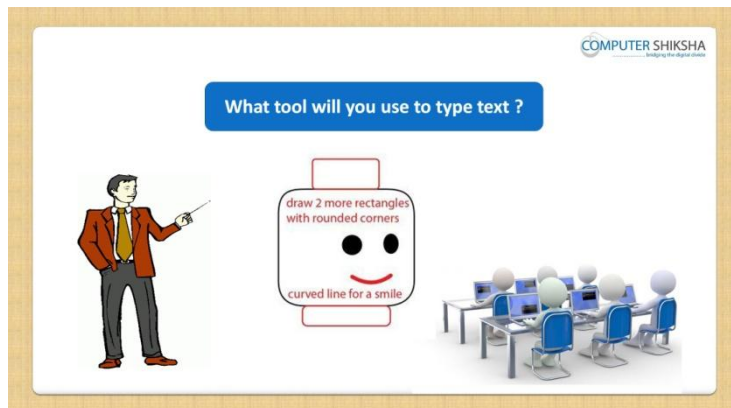 COMPUTER SHIKSHA
bridging the digital divide
What tool will you use to type text ?
draw 2 more rectangles
with rounded corners
curved line for a smile